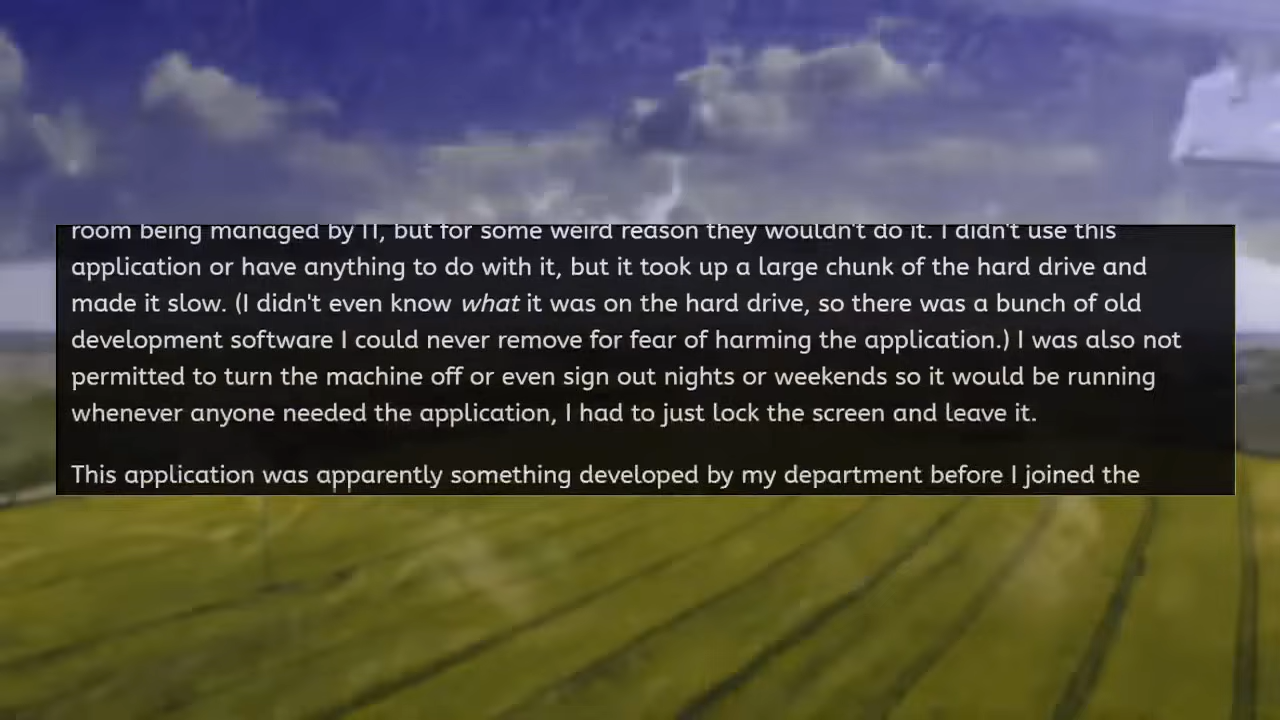 room being managed by IT, but for some weird reason they wouldn't do it. I didn't use this
application or have anything to do with it, but it took up a large chunk of the hard drive and
made it slow. (I didn't even know what it was on the hard drive, so there was a bunch of old
development software I could never remove for fear of harming the application.) I was also not
permitted to turn the machine off or even sign out nights or weekends so it would be running
whenever anyone needed the application, I had to just lock the screen and leave it.
This application was apparently something developed by my department before I joined the